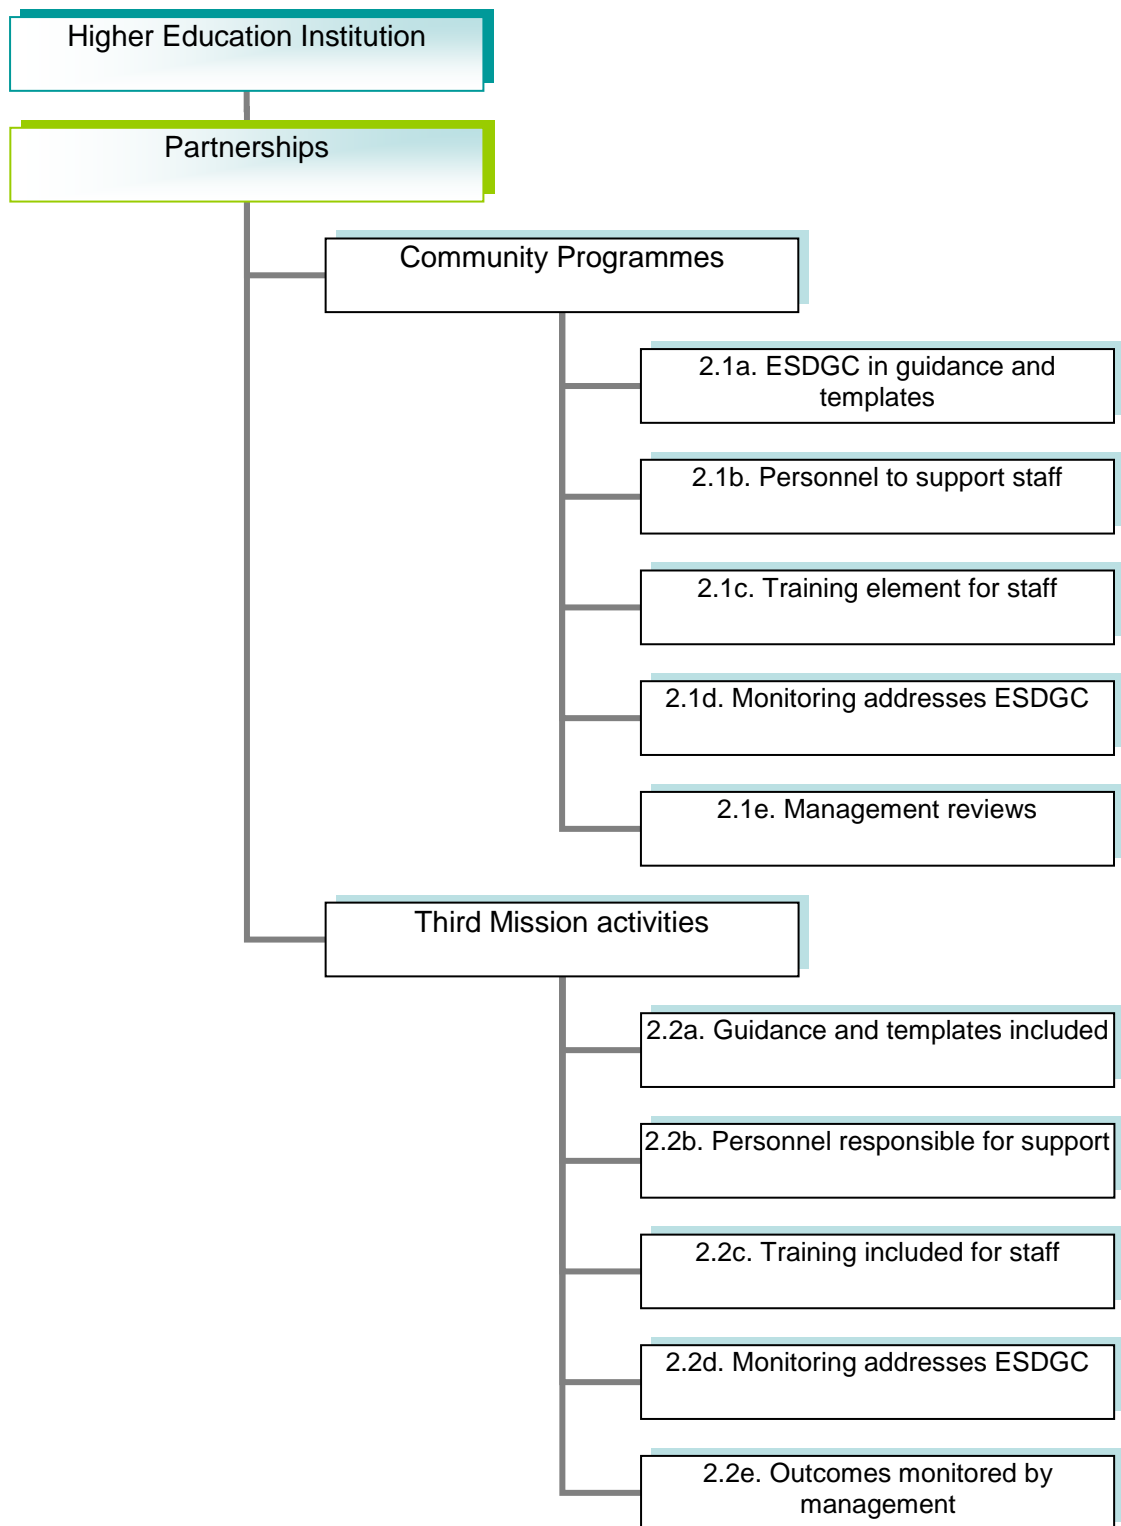 Higher Education Institution
Partnerships
Community Programmes
2.1a. ESDGC in guidance and
templates
2.1b. Personnel to support staff
2.1c. Training element for staff
2.1d. Monitoring addresses ESDGC
2.1e. Management reviews
Third Mission activities
2.2a. Guidance and templates included
2.2b. Personnel responsible for support
2.2c. Training included for staff
2.2d. Monitoring addresses ESDGC
2.2e. Outcomes monitored by
management